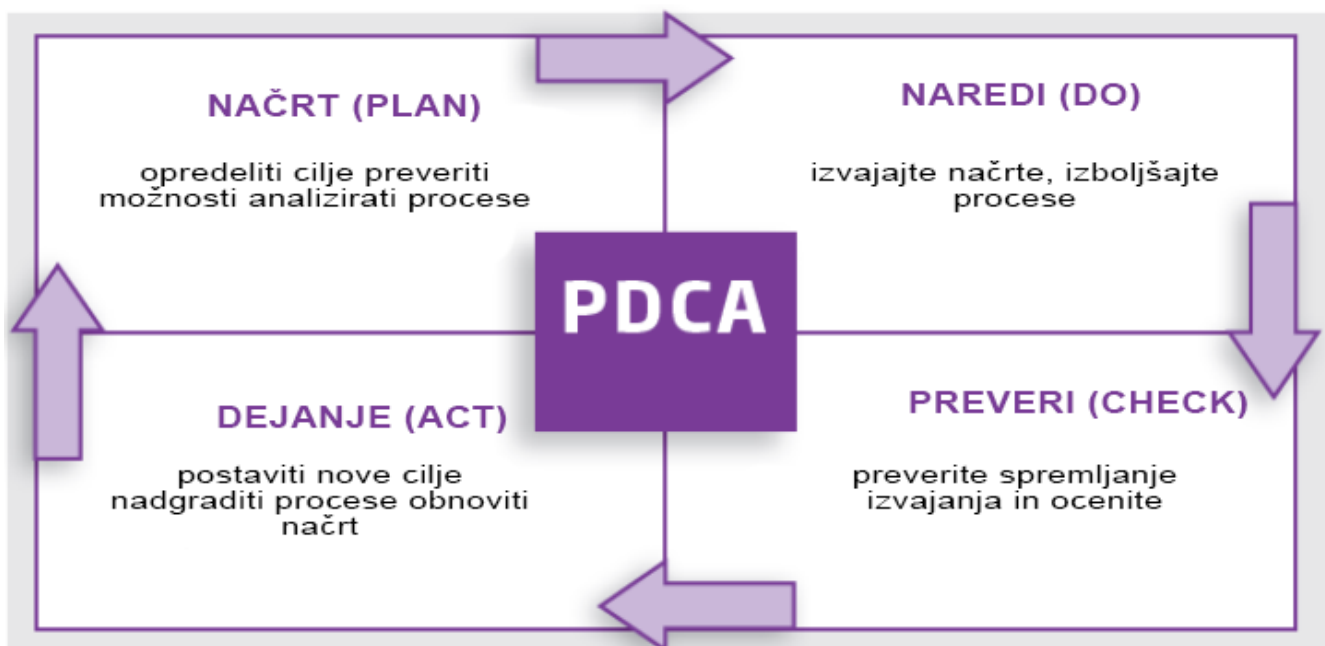 NAČRT (PLAN)
opredeliti cilje preveriti
možnosti analizirati procese
NAREDI (DO)
izvajajte načrte, izboljšajte
procese
PDCA
DEJANJE (ACT)
postaviti nove cilje
nadgraditi procese obnoviti
načrt
PREVERI (CHECK)
preverite spremljanje
izvajanja in ocenite